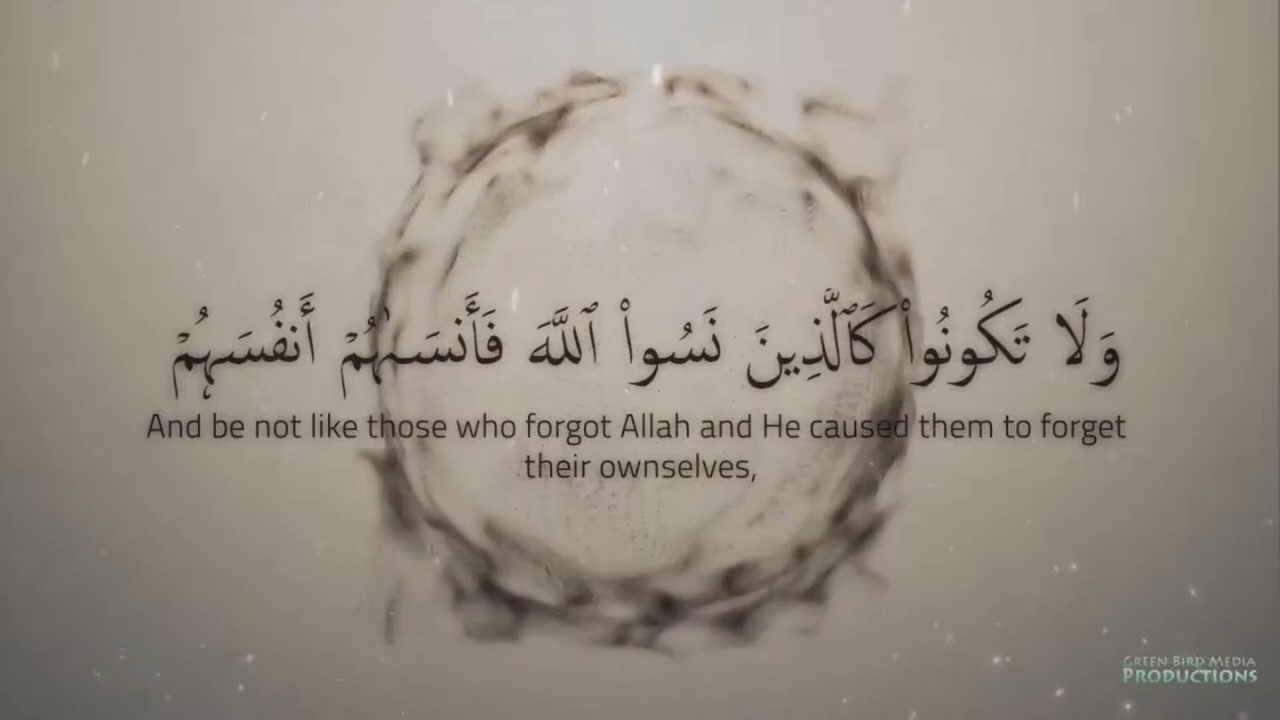 وَلَا تَكُونُوا۟ كَٱلَّذِينَ نَسُوا۟ ٱللَّهَ فَأَنسَىٰهُمْ أَنفُسَهُمْ
And be not like those who forgot Allah and He caused them to forget
their ownselves,
GREEN BIRD MEDIA
PRODUCTIONS